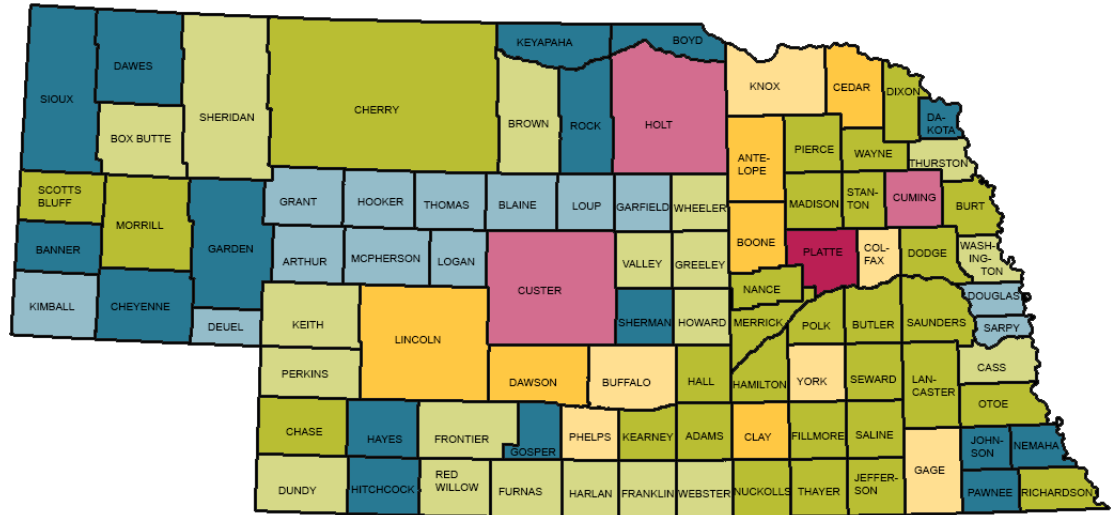 KEYAPAHA
BOYD
DAWES
SIOUX
SHERIDAN
CHERRY
BROWN
ROCK
HOLT
KNOX
CEDAR
DIXON
DA-
KOTA
BOX BUTTE
ANTE-
LOPE
PIERCE
WAYNE
THURSTON
SCOTTS
BLUFF
MORRILL
GRANT
HOOKER
THOMAS
BLAINE
LOUP
GARFIELD
WHEELER
MADISON
STAN-
TON
CUMING
BURT
BANNER
GARDEN
ARTHUR
MCPHERSON
LOGAN
CUSTER
VALLEY
GREELEY
BOONE
PLATTE
COL-
FAX
DODGE
WASH-
ING-
TON
KIMBALL
CHEYENNE
DEUEL
KEITH
LINCOLN
SHERMAN
HOWARD
NANCE
MERRICK
POLK
BUTLER
SAUNDERS
DOUGLAS
SARPY
PERKINS
DAWSON
BUFFALO
HALL
HAMILTON
YORK
SEWARD
LAN-
CASTER
CASS
OTOE
CHASE
HAYES
FRONTIER
GOSPER
PHELPS
KEARNEY
ADAMS
CLAY
FILLMORE
SALINE
GAGE
JOHN-
SON
NEMAHA
DUNDY
HITCHCOCK
RED
WILLOW
FURNAS
HARLAN
FRANKLIN
WEBSTER
NUCKOLLS
THAYER
JEFFER-
SON
PAWNEE
RICHARDSON